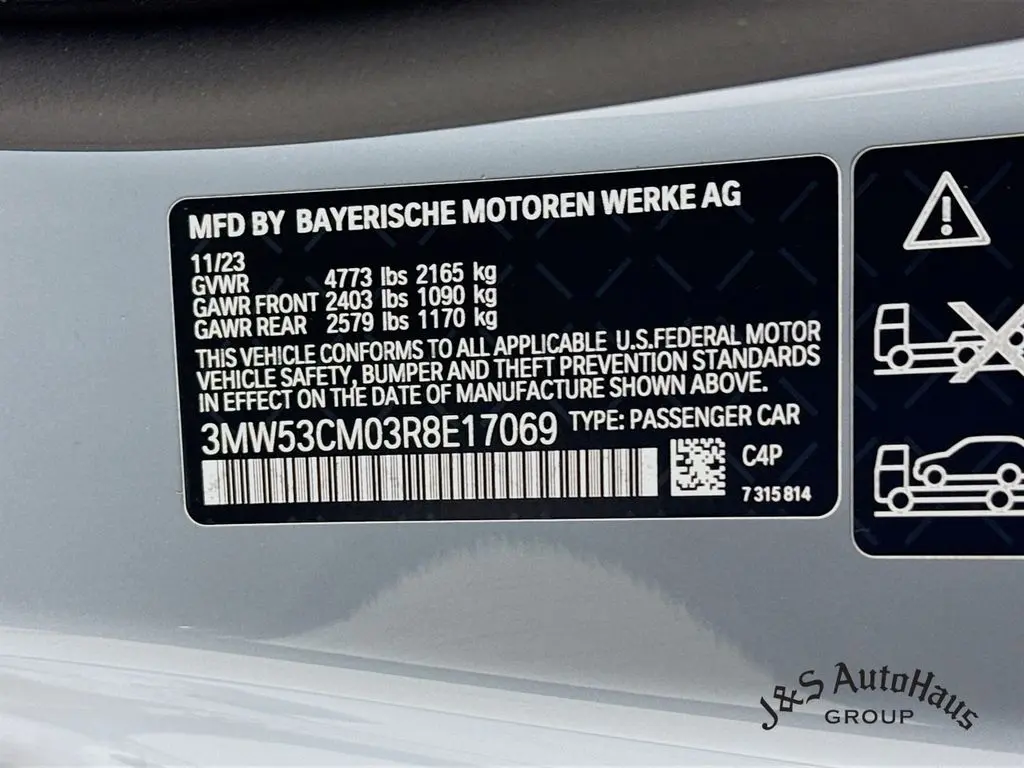 MFD BY BAYERISCHE MOTOREN WERKE AG
11/23
GVWR 4773 lbs 2165 kg
GAWR FRONT 2403 lbs 1090 kg
GAWR REAR 2579 lbs 1170 kg
THIS VEHICLE CONFORMS TO ALL APPLICABLE U.S.FEDERAL MOTOR
VEHICLE SAFETY, BUMPER AND THEFT PREVENTION STANDARDS
IN EFFECT ON THE DATE OF MANUFACTURE SHOWN ABOVE.
3MW53CM03R8E17069 TYPE: PASSENGER CAR
C4P
7 315 814
J&S AutoHaus
GROUP